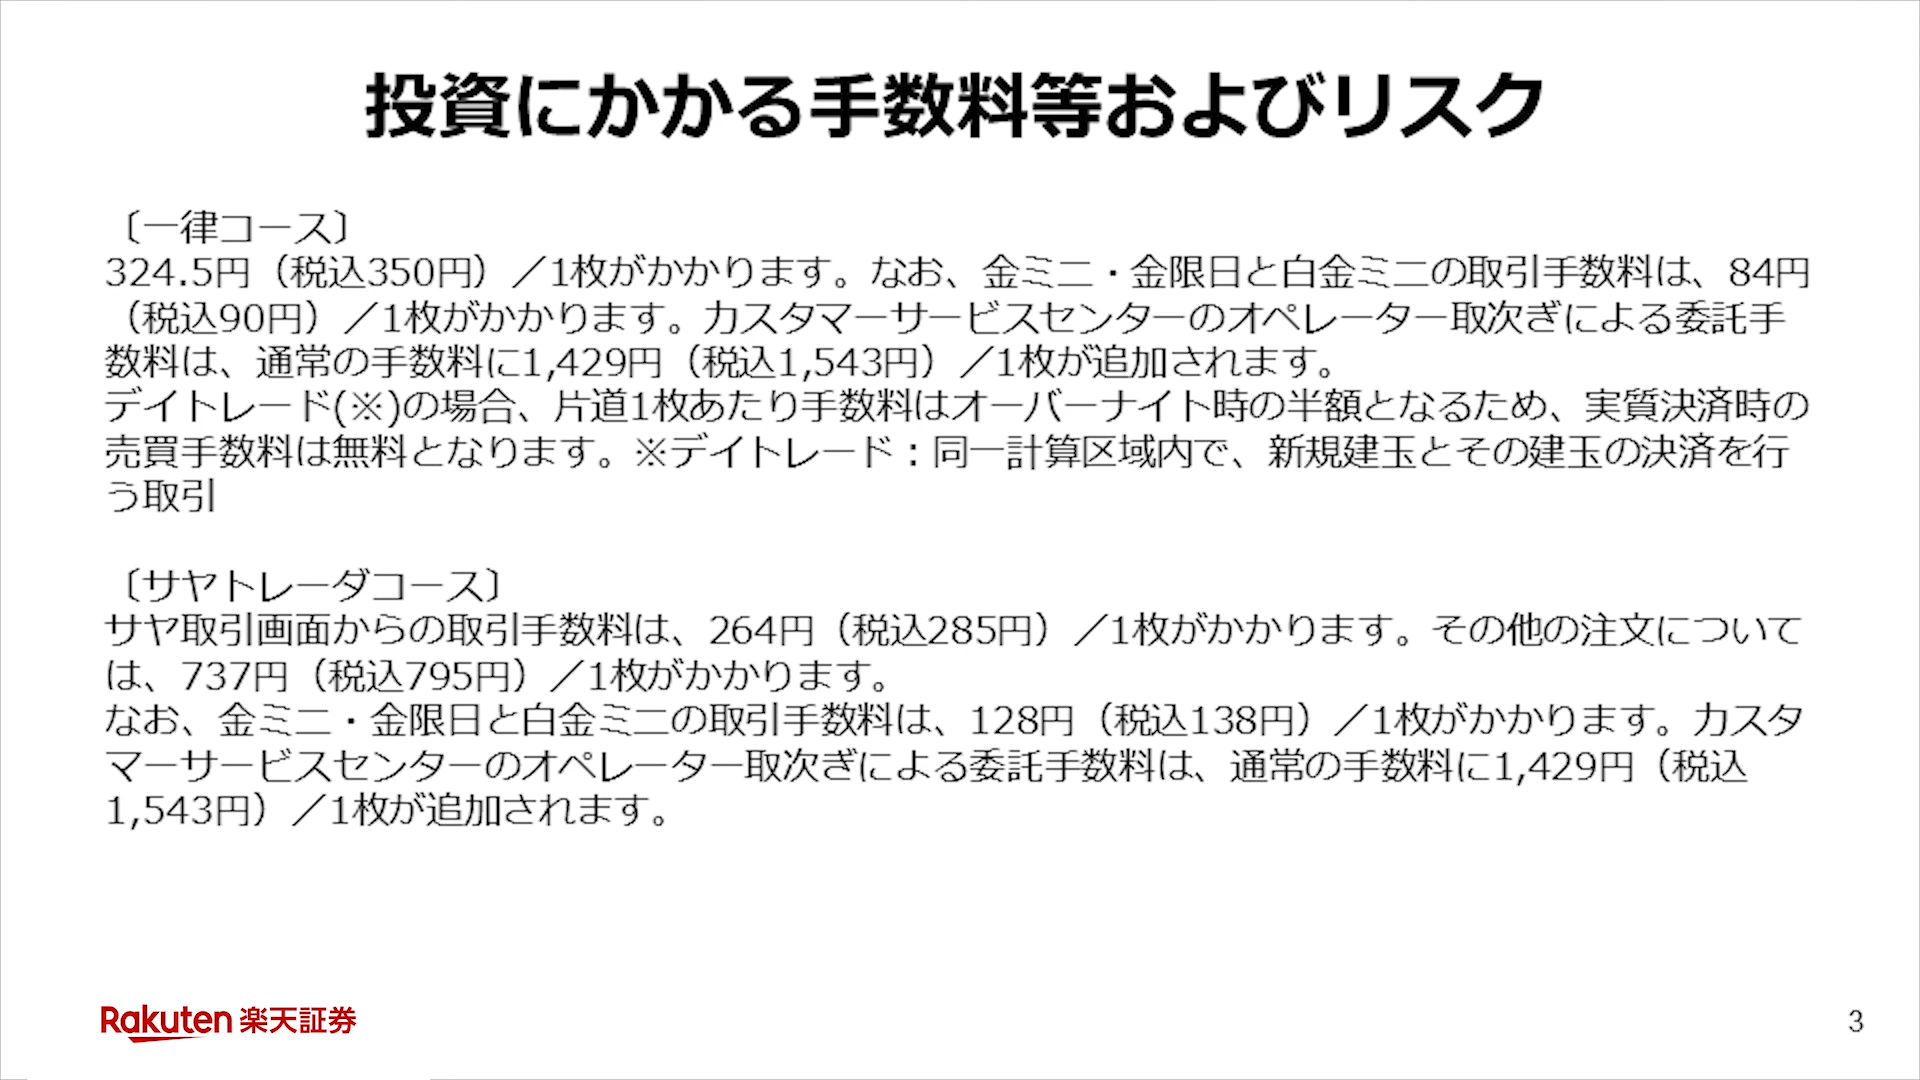 投資にかかる手数料等およびリスク
〔一律コース〕
324.5円（税込350円）／1枚がかかります。なお、金ミニ・金限日と白金ミニの取引手数料は、84円
（税込90円）／1枚がかかります。カスタマーサービスセンターのオペレーター取次ぎによる委託手
数料は、通常の手数料に1,429円（税込1,543円）／1枚が追加されます。
デイトレード(※)の場合、片道1枚あたり手数料はオーバーナイト時の半額となるため、実質決済時の
売買手数料は無料となります。※デイトレード：同一計算区域内で、新規建玉とその建玉の決済を行
う取引
〔サヤトレーダコース〕
サヤ取引画面からの取引手数料は、264円（税込285円）／1枚がかかります。その他の注文について
は、737円（税込795円）／1枚がかかります。
なお、金ミニ・金限日と白金ミニの取引手数料は、128円（税込138円）／1枚がかかります。カスタ
マーサービスセンターのオペレーター取次ぎによる委託手数料は、通常の手数料に1,429円（税込
1,543円）／1枚が追加されます。
Rakuten 楽天証券
3